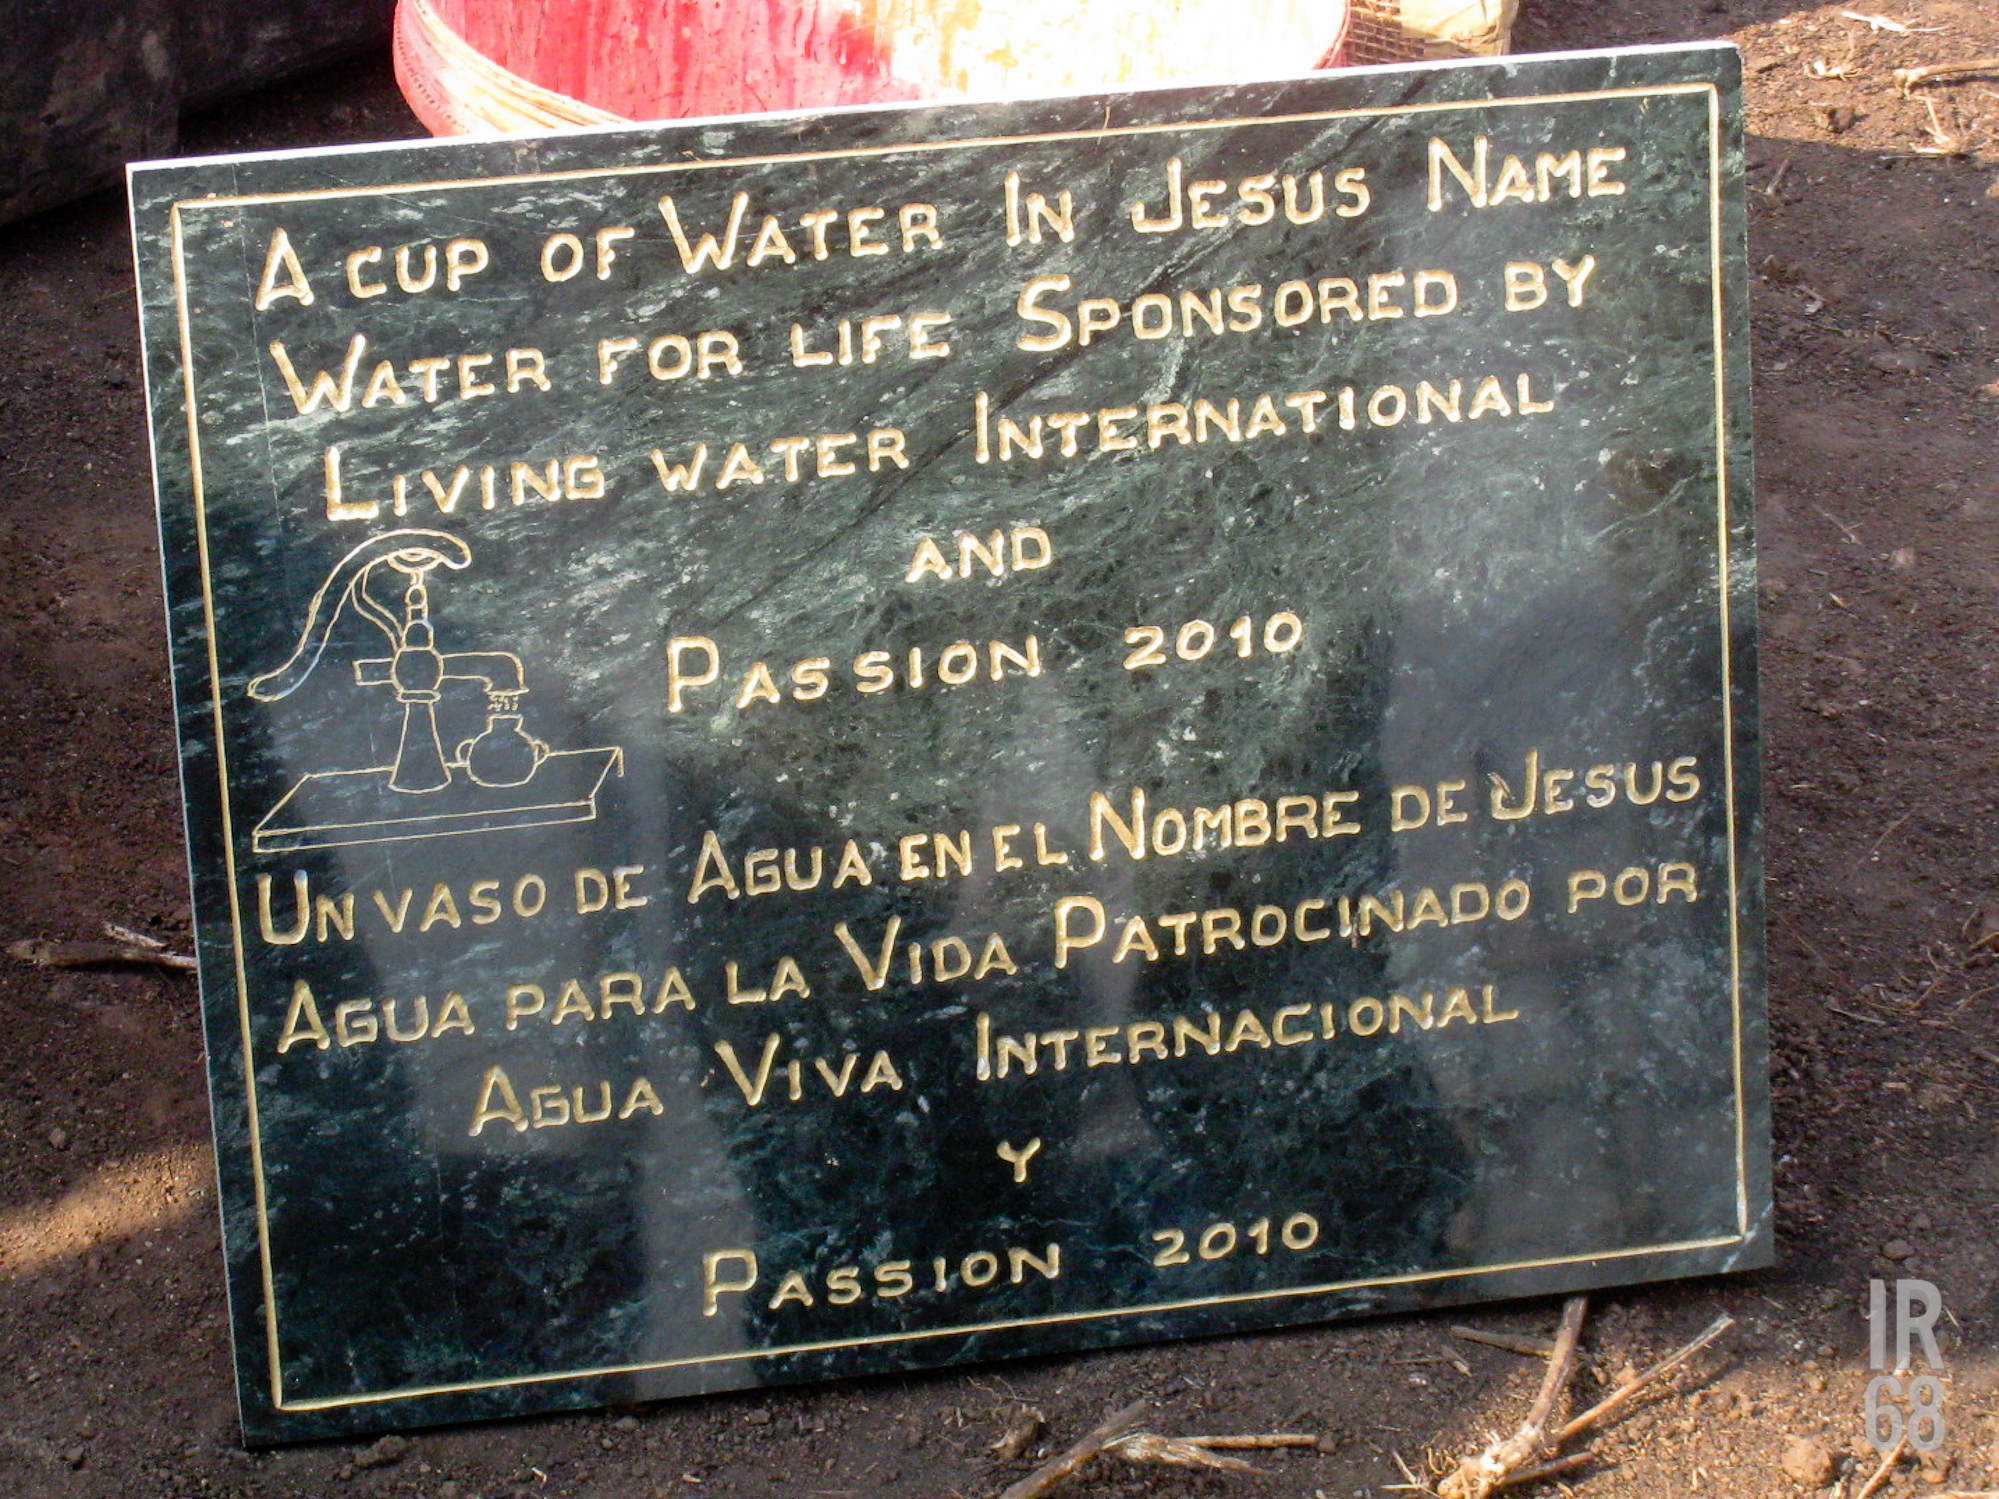 A CUP OF WATER IN JESUS NAME
WATER FOR LIFE SPONSORED BY
LIVING WATER INTERNATIONAL
AND
PASSION 2010
UN VASO DE AGUA EN EL NOMBRE DE JESUS
AGUA PARA LA VIDA PATROCINADO POR
AGUA VIVA INTERNACIONAL
Y
PASSION 2010
IR
68